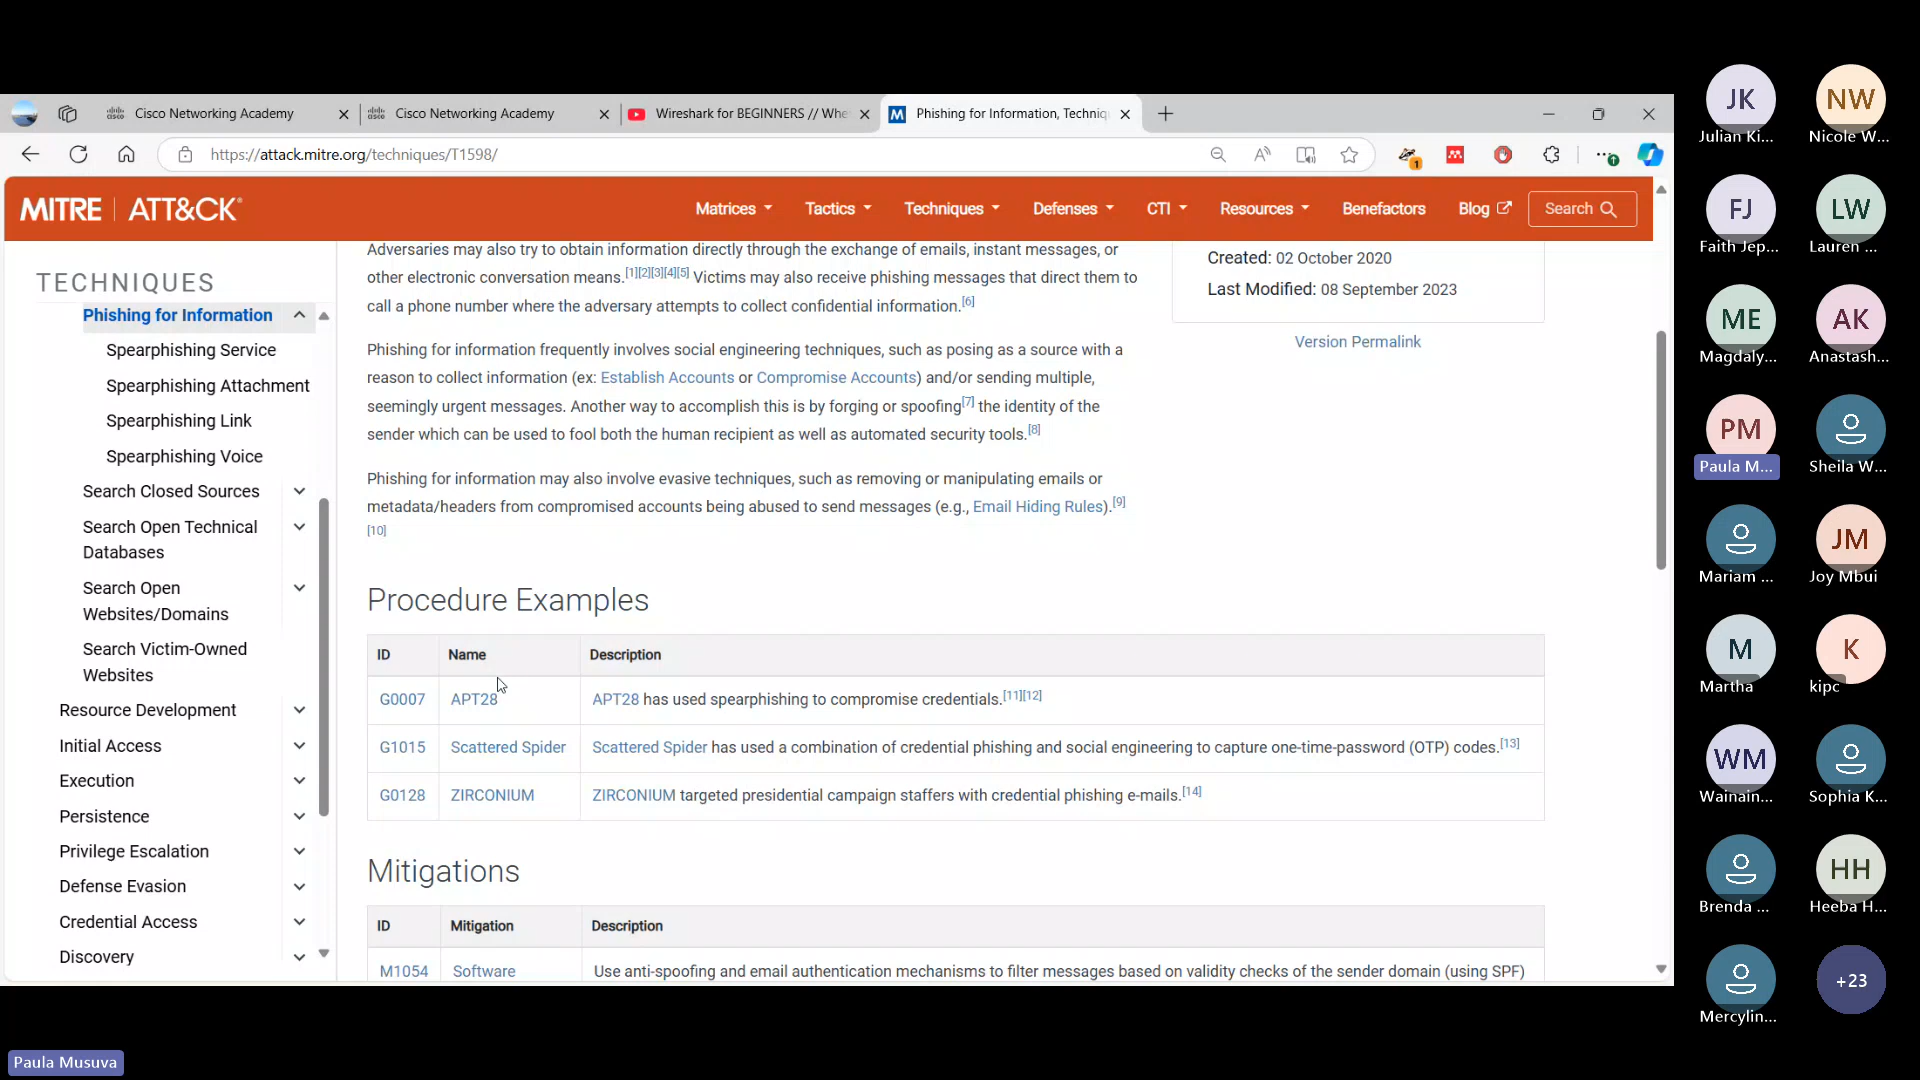 Cisco Networking Academy
Cisco Networking Academy
Wireshark for BEGINNERS // Whe
Phishing for Information, Techniq
https://attack.mitre.org/techniques/T1598/
1
MITRE | ATT&CK®
Matrices
Tactics
Techniques
Defenses
CTI
Resources
Benefactors
Blog
Search
TECHNIQUES
Phishing for Information
Spearphishing Service
Spearphishing Attachment
Spearphishing Link
Spearphishing Voice
Search Closed Sources
Search Open Technical
Databases
Search Open
Websites/Domains
Search Victim-Owned
Websites
Resource Development
Initial Access
Execution
Persistence
Privilege Escalation
Defense Evasion
Credential Access
Discovery
Adversaries may also try to obtain information directly through the exchange of emails, instant messages, or
other electronic conversation means.[1][2][3][4][5] Victims may also receive phishing messages that direct them to
call a phone number where the adversary attempts to collect confidential information.[6]
Phishing for information frequently involves social engineering techniques, such as posing as a source with a
reason to collect information (ex: Establish Accounts or Compromise Accounts) and/or sending multiple,
seemingly urgent messages. Another way to accomplish this is by forging or spoofing[7] the identity of the
sender which can be used to fool both the human recipient as well as automated security tools.[8]
Phishing for information may also involve evasive techniques, such as removing or manipulating emails or
metadata/headers from compromised accounts being abused to send messages (e.g., Email Hiding Rules).[9]
[10]
Created: 02 October 2020
Last Modified: 08 September 2023
Version Permalink
Procedure Examples
ID Name Description
G0007 APT28 APT28 has used spearphishing to compromise credentials.[11][12]
G1015 Scattered Spider Scattered Spider has used a combination of credential phishing and social engineering to capture one-time-password (OTP) codes.[13]
G0128 ZIRCONIUM ZIRCONIUM targeted presidential campaign staffers with credential phishing e-mails.[14]
Mitigations
ID Mitigation Description
M1054 Software Use anti-spoofing and email authentication mechanisms to filter messages based on validity checks of the sender domain (using SPF)
JK
Julian Ki...
NW
Nicole W...
FJ
Faith Jep...
LW
Lauren ...
ME
Magdaly...
AK
Anastash...
PM
Paula M...
Sheila W...
Mariam ...
JM
Joy Mbui
M
Martha
K
kipc
WM
Wainain...
Sophia K...
Brenda ...
HH
Heeba H...
Mercylin...
+23
Paula Musuva